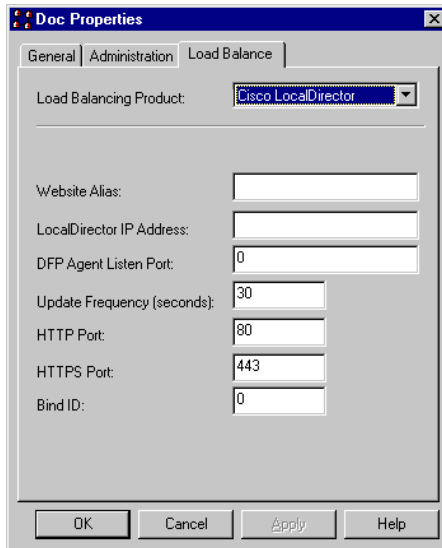 Doc Properties
General Administration Load Balance
Load Balancing Product: Cisco LocalDirector
Website Alias:
LocalDirector IP Address:
DFP Agent Listen Port: 0
Update Frequency (seconds): 30
HTTP Port: 80
HTTPS Port: 443
Bind ID: 0
OK Cancel Apply Help